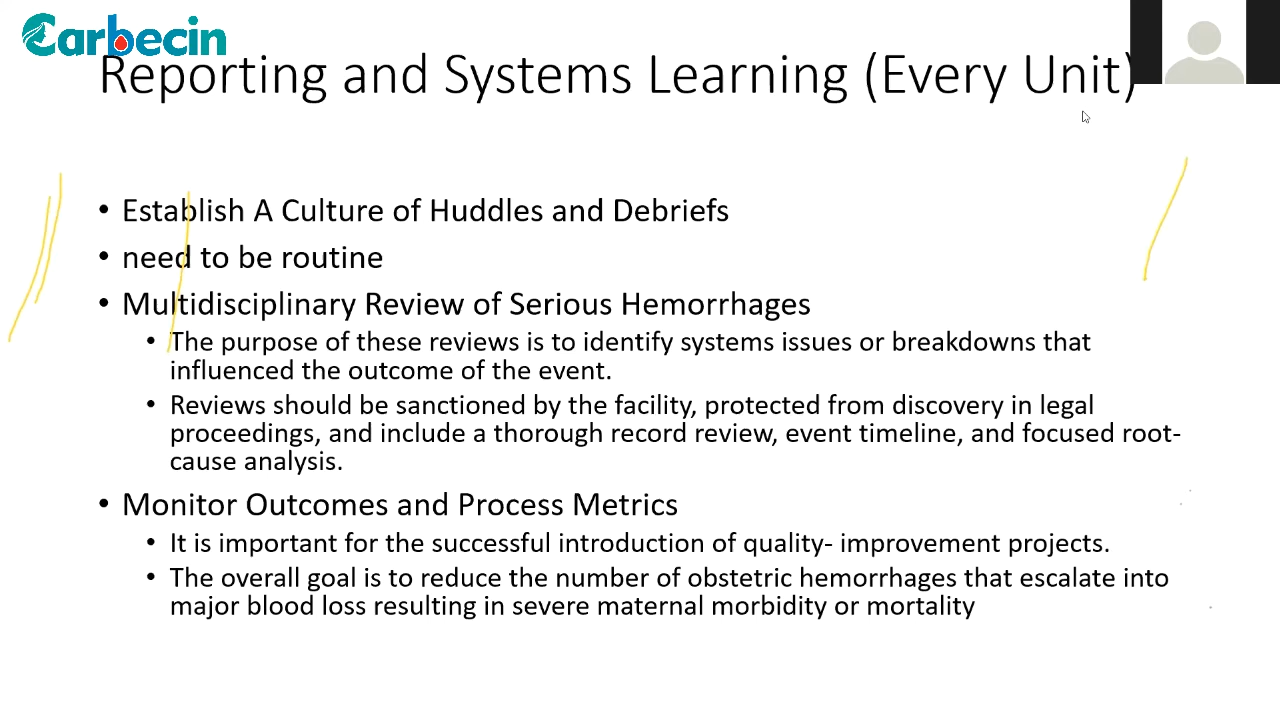 Carbecin
Reporting and Systems Learning (Every Unit)
• Establish A Culture of Huddles and Debriefs
• need to be routine
• Multidisciplinary Review of Serious Hemorrhages
• The purpose of these reviews is to identify systems issues or breakdowns that
influenced the outcome of the event.
• Reviews should be sanctioned by the facility, protected from discovery in legal
proceedings, and include a thorough record review, event timeline, and focused root-
cause analysis.
• Monitor Outcomes and Process Metrics
• It is important for the successful introduction of quality- improvement projects.
• The overall goal is to reduce the number of obstetric hemorrhages that escalate into
major blood loss resulting in severe maternal morbidity or mortality